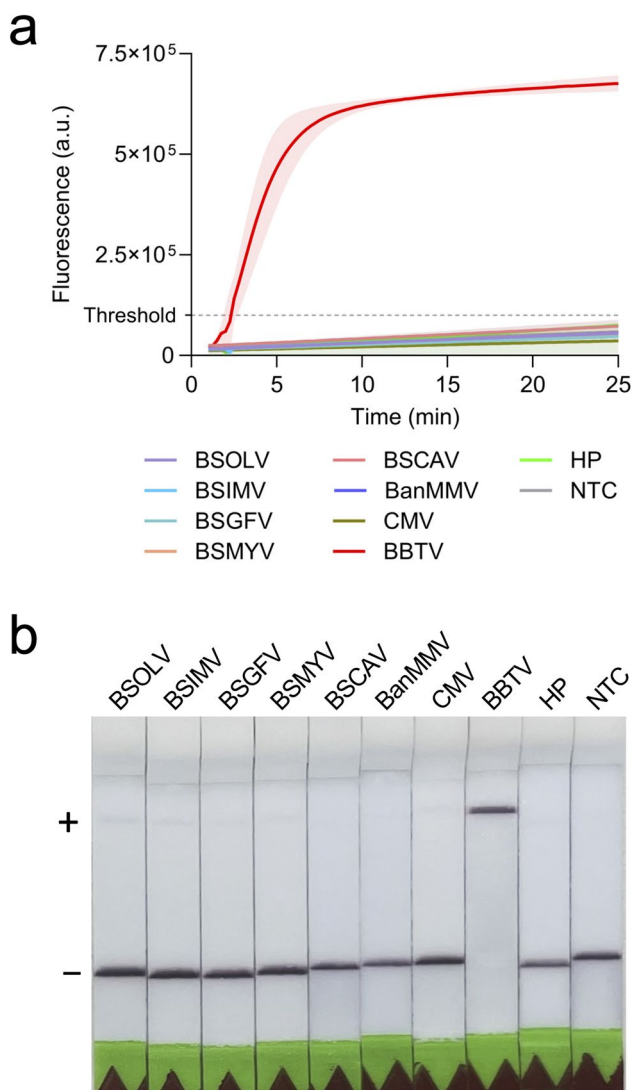 a
7.5×10⁵
5×10⁵
2.5×10⁵
Threshold
0
Fluorescence (a.u.)
0 5 10 15 20 25
Time (min)
BSOLV BSCAV HP
BSIMV BanMMV NTC
BSGFV CMV
BSMYV BBTV
b
BSOLV BSIMV BSGFV BSMYV BSCAV BanMMV CMV BBTV HP NTC
+
−